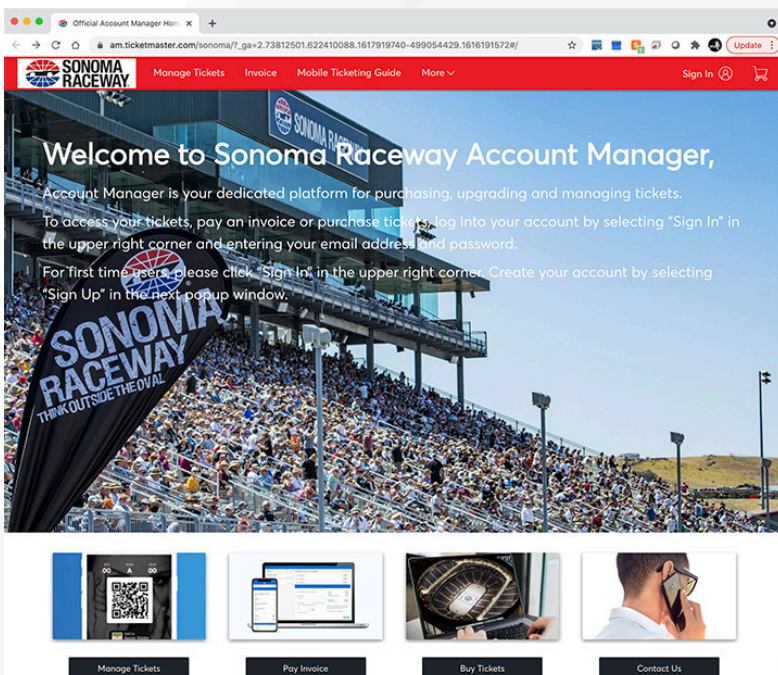 Official Account Manager Hom
Update
am.ticketmaster.com/sonoma/?_ga=2.73812501.622410088.1617919740-499054429.1616191572#/
SONOMA
RACEWAY
Manage Tickets
Invoice
Mobile Ticketing Guide
More
Sign In
SONOMA
Welcome to Sonoma Raceway Account Manager,
Account Manager is your dedicated platform for purchasing, upgrading and managing tickets.
To access your tickets, pay an invoice or purchase tickets, log into your account by selecting "Sign In" in
the upper right corner and entering your email address and password.
For first time users, please click "Sign In" in the upper right corner. Create your account by selecting
"Sign Up" in the next popup window.
SONOMA
RACEWAY
THINK OUTSIDE THE OVAL
00
A
00
Manage Tickets
Pay Invoice
Buy Tickets
Contact Us